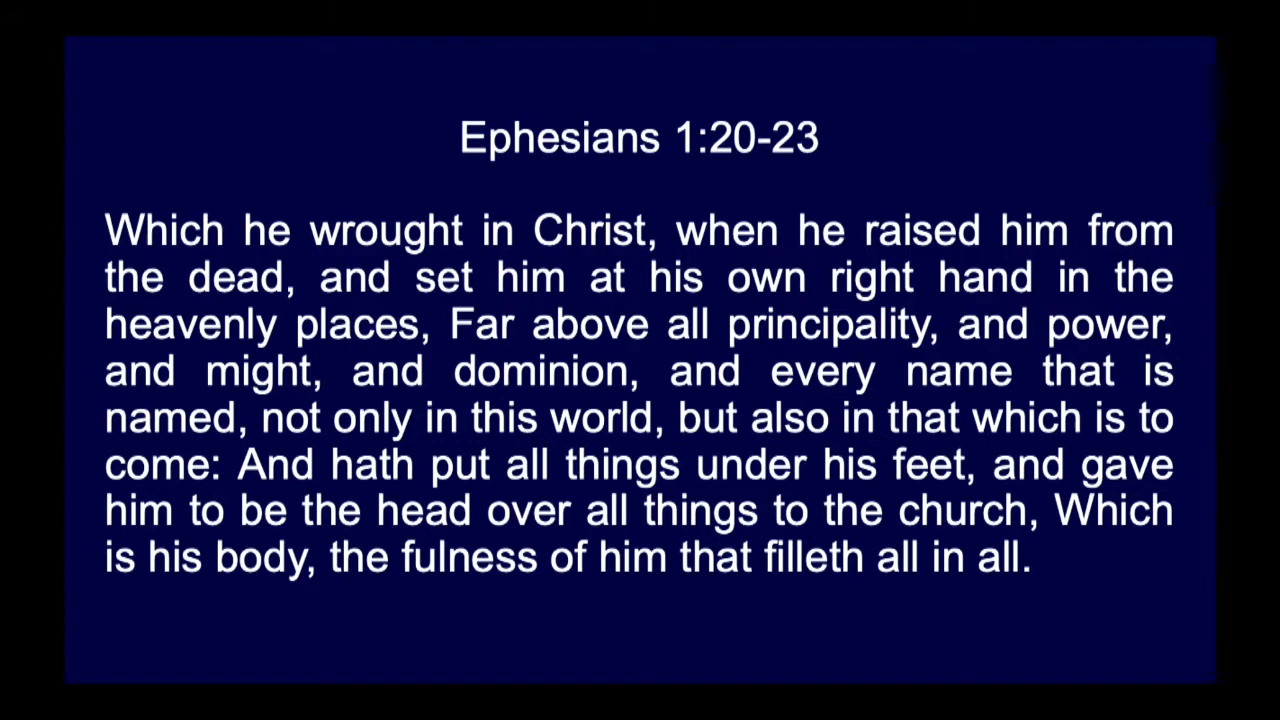 Ephesians 1:20-23
Which he wrought in Christ, when he raised him from
the dead, and set him at his own right hand in the
heavenly places, Far above all principality, and power,
and might, and dominion, and every name that is
named, not only in this world, but also in that which is to
come: And hath put all things under his feet, and gave
him to be the head over all things to the church, Which
is his body, the fulness of him that filleth all in all.